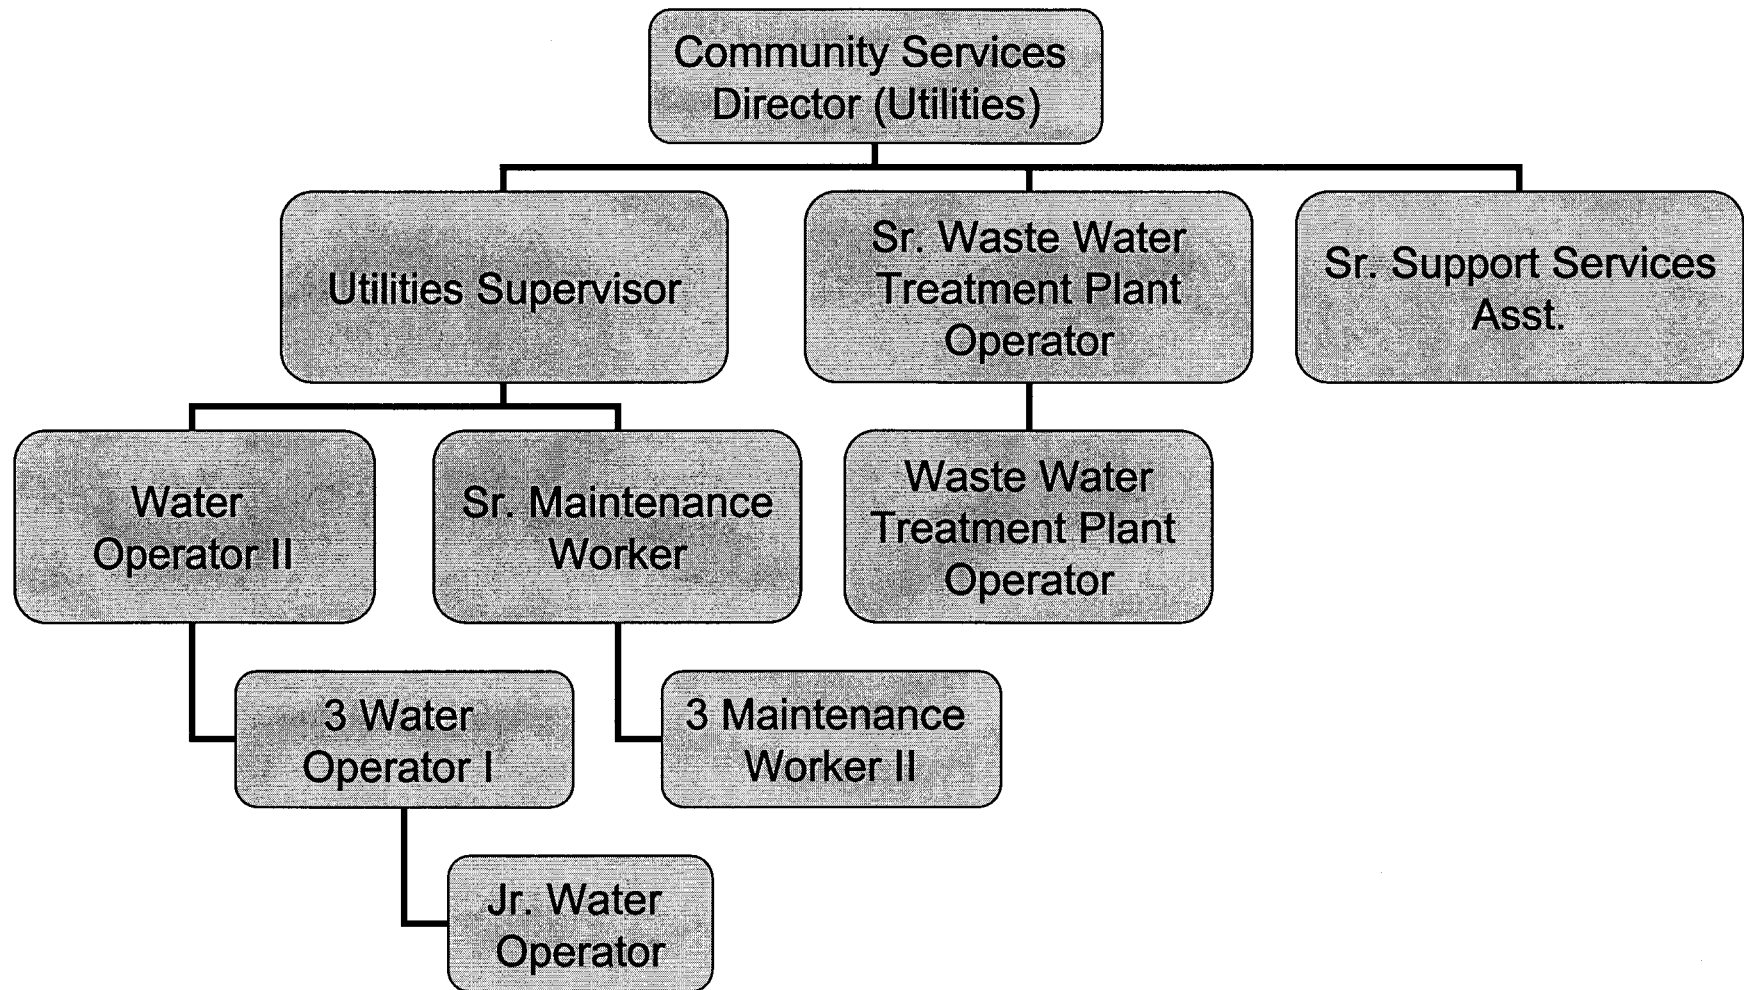 Community Services
Director (Utilities)
Utilities Supervisor
Sr. Waste Water
Treatment Plant
Operator
Sr. Support Services
Asst.
Water
Operator II
Sr. Maintenance
Worker
Waste Water
Treatment Plant
Operator
3 Water
Operator I
3 Maintenance
Worker II
Jr. Water
Operator